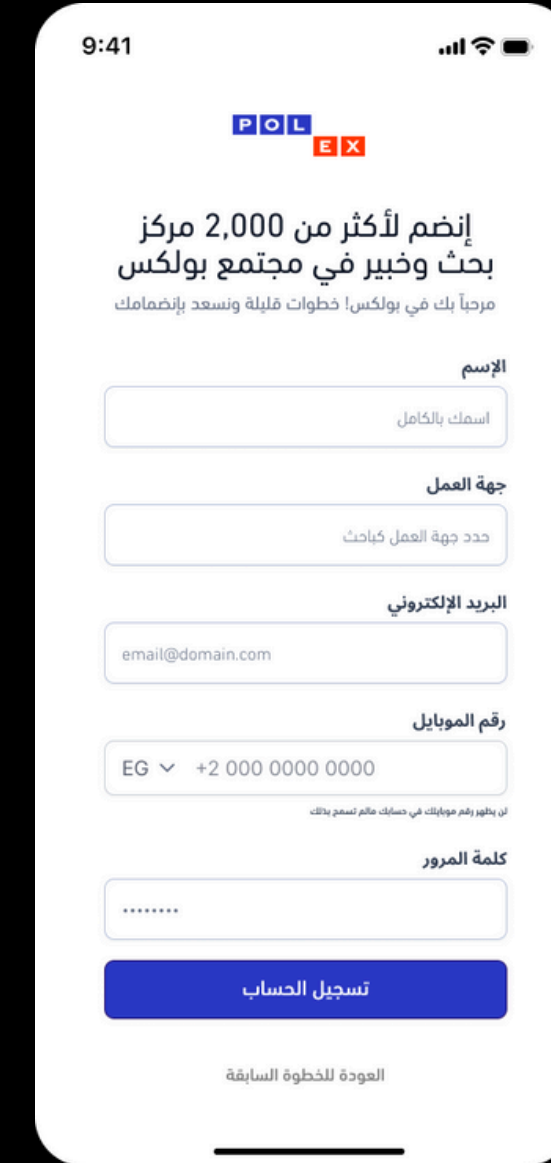 9:41
POL
EX
إنضم لأكثر من 2,000 مركز
بحث وخبير في مجتمع بولكس
مرحباً بك في بولكس! خطوات قليلة ونسعد بإنضمامك
الإسم
اسمك بالكامل
جهة العمل
حدد جهة العمل كباحث
البريد الإلكتروني
email@domain.com
رقم الموبايل
EG +2 000 0000 0000
لن يظهر رقم موبايلك في حسابك مالم تسمح بذلك
كلمة المرور
••••••••
تسجيل الحساب
العودة للخطوة السابقة